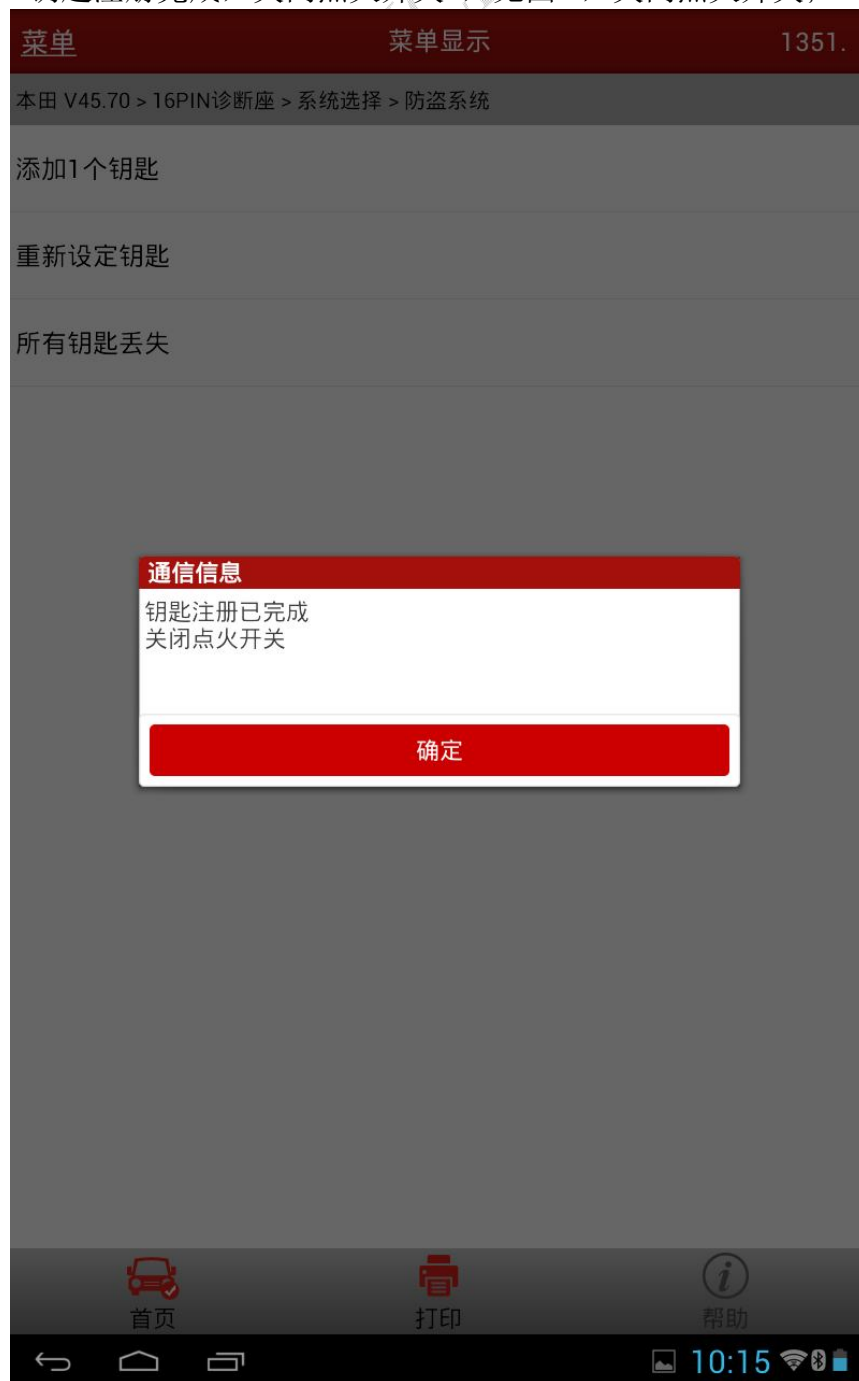 菜单 菜单显示 1351.
本田 V45.70 > 16PIN诊断座 > 系统选择 > 防盗系统
添加1个钥匙
重新设定钥匙
所有钥匙丢失
通信信息
钥匙注册已完成
关闭点火开关
确定
首页 打印 帮助
10:15